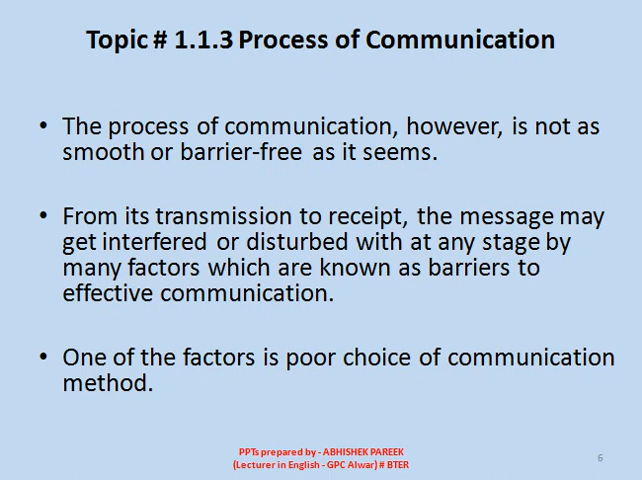 Topic # 1.1.3 Process of Communication
• The process of communication, however, is not as
smooth or barrier-free as it seems.
• From its transmission to receipt, the message may
get interfered or disturbed with at any stage by
many factors which are known as barriers to
effective communication.
• One of the factors is poor choice of communication
method.
PPTs prepared by - ABHISHEK PAREEK
(Lecturer in English - GPC Alwar) # BTER
6